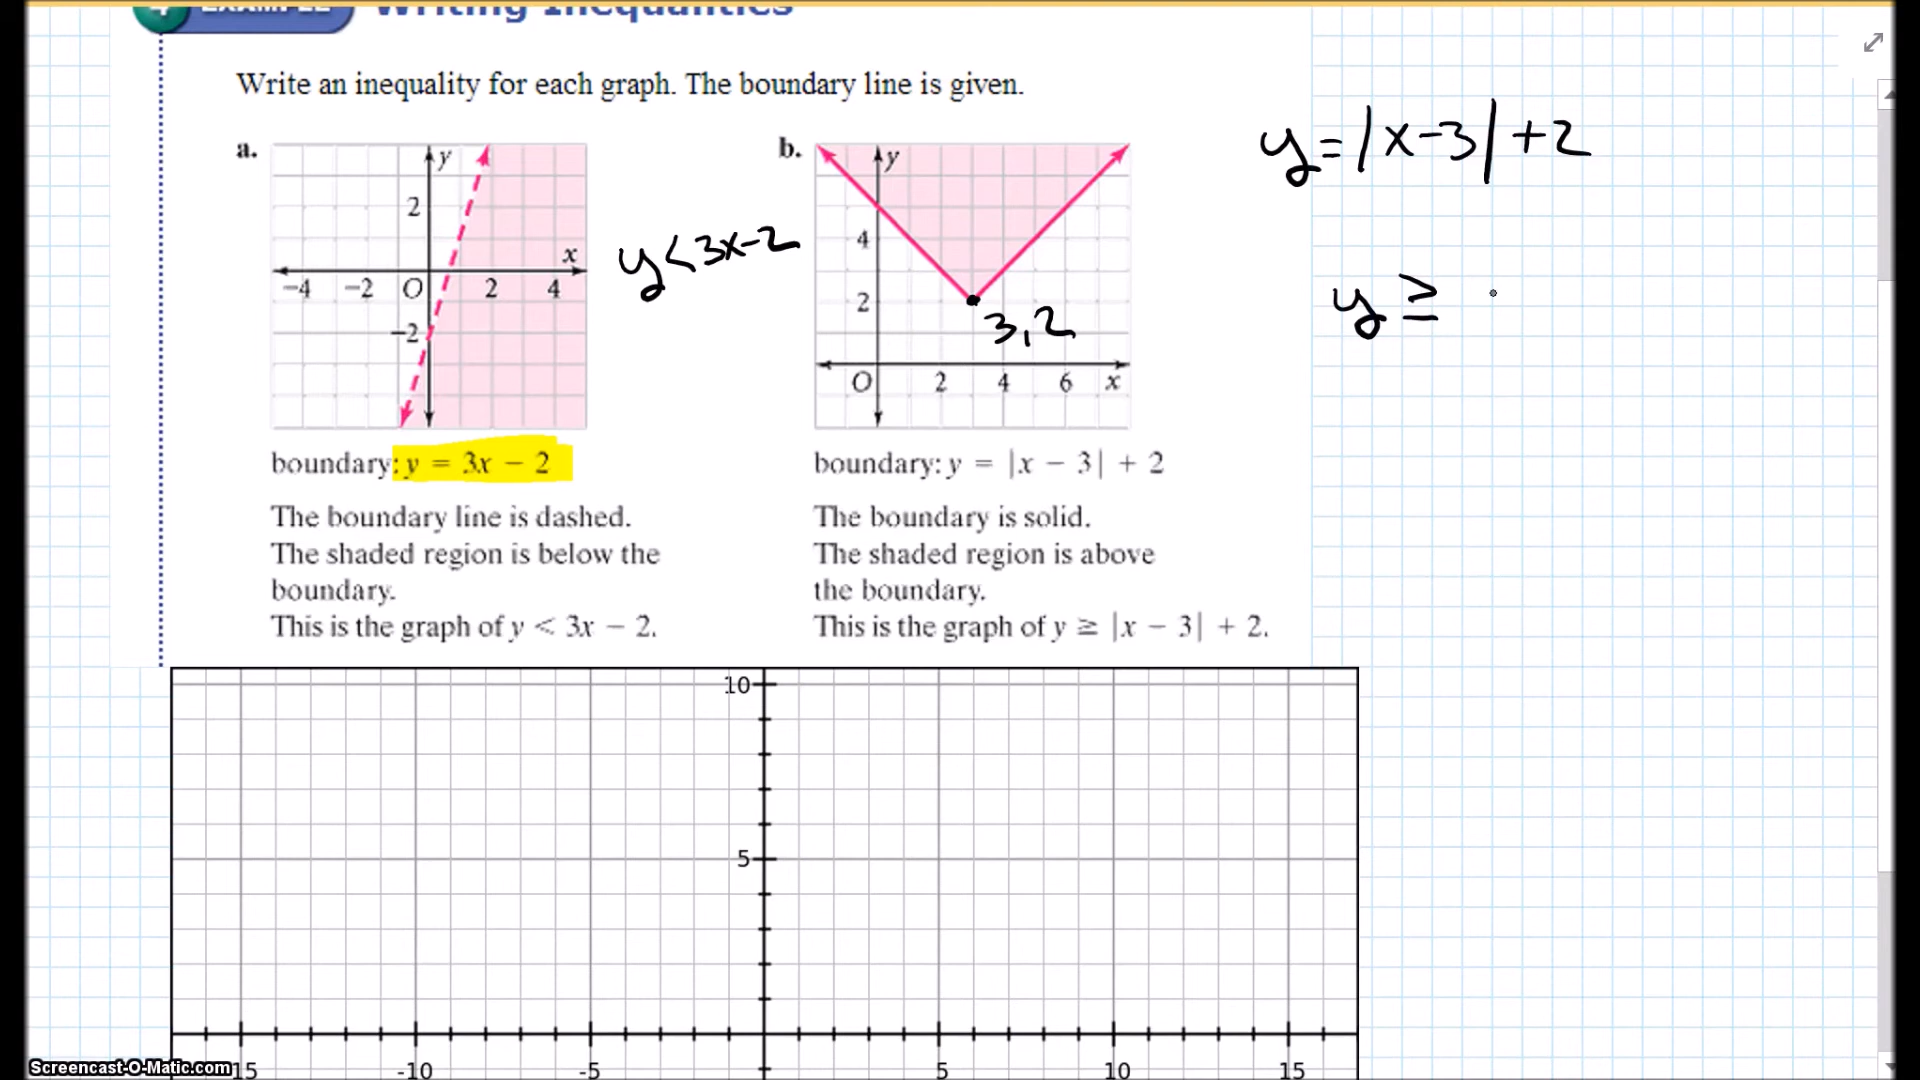 4 EXAMPLE Writing Inequalities
Write an inequality for each graph. The boundary line is given.
a.
y
2
x
-4 -2 O 2 4
-2
y<3x-2
b.
y
4
2
3,2
O 2 4 6 x
y=|x-3|+2
y ≥
boundary: y = 3x − 2
The boundary line is dashed.
The shaded region is below the
boundary.
This is the graph of y < 3x − 2.
boundary: y = |x − 3| + 2
The boundary is solid.
The shaded region is above
the boundary.
This is the graph of y ≥ |x − 3| + 2.
10
5
15 -10 -5 5 10 15
Screencast-O-Matic.com